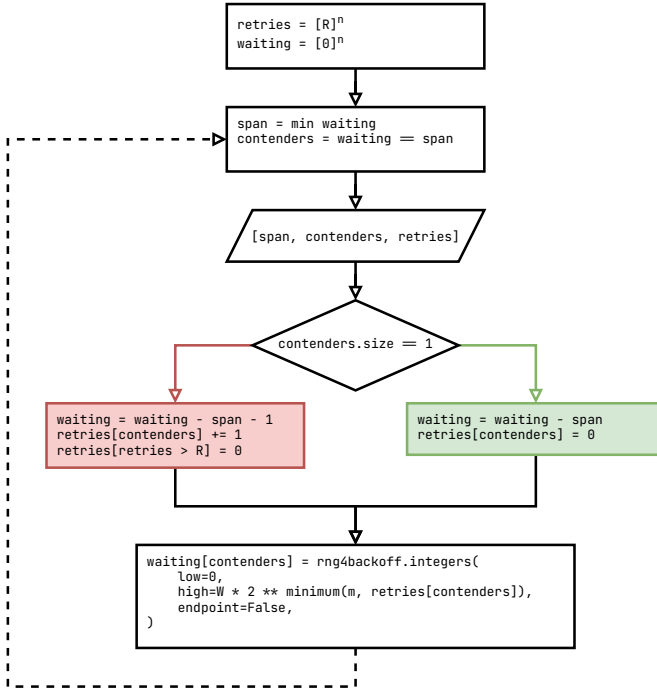 retries = [R]ⁿ
waiting = [0]ⁿ
span = min waiting
contenders = waiting == span
[span, contenders, retries]
contenders.size == 1
waiting = waiting - span - 1
retries[contenders] += 1
retries[retries > R] = 0
waiting = waiting - span
retries[contenders] = 0
waiting[contenders] = rng4backoff.integers(
    low=0,
    high=W * 2 ** minimum(m, retries[contenders]),
    endpoint=False,
)